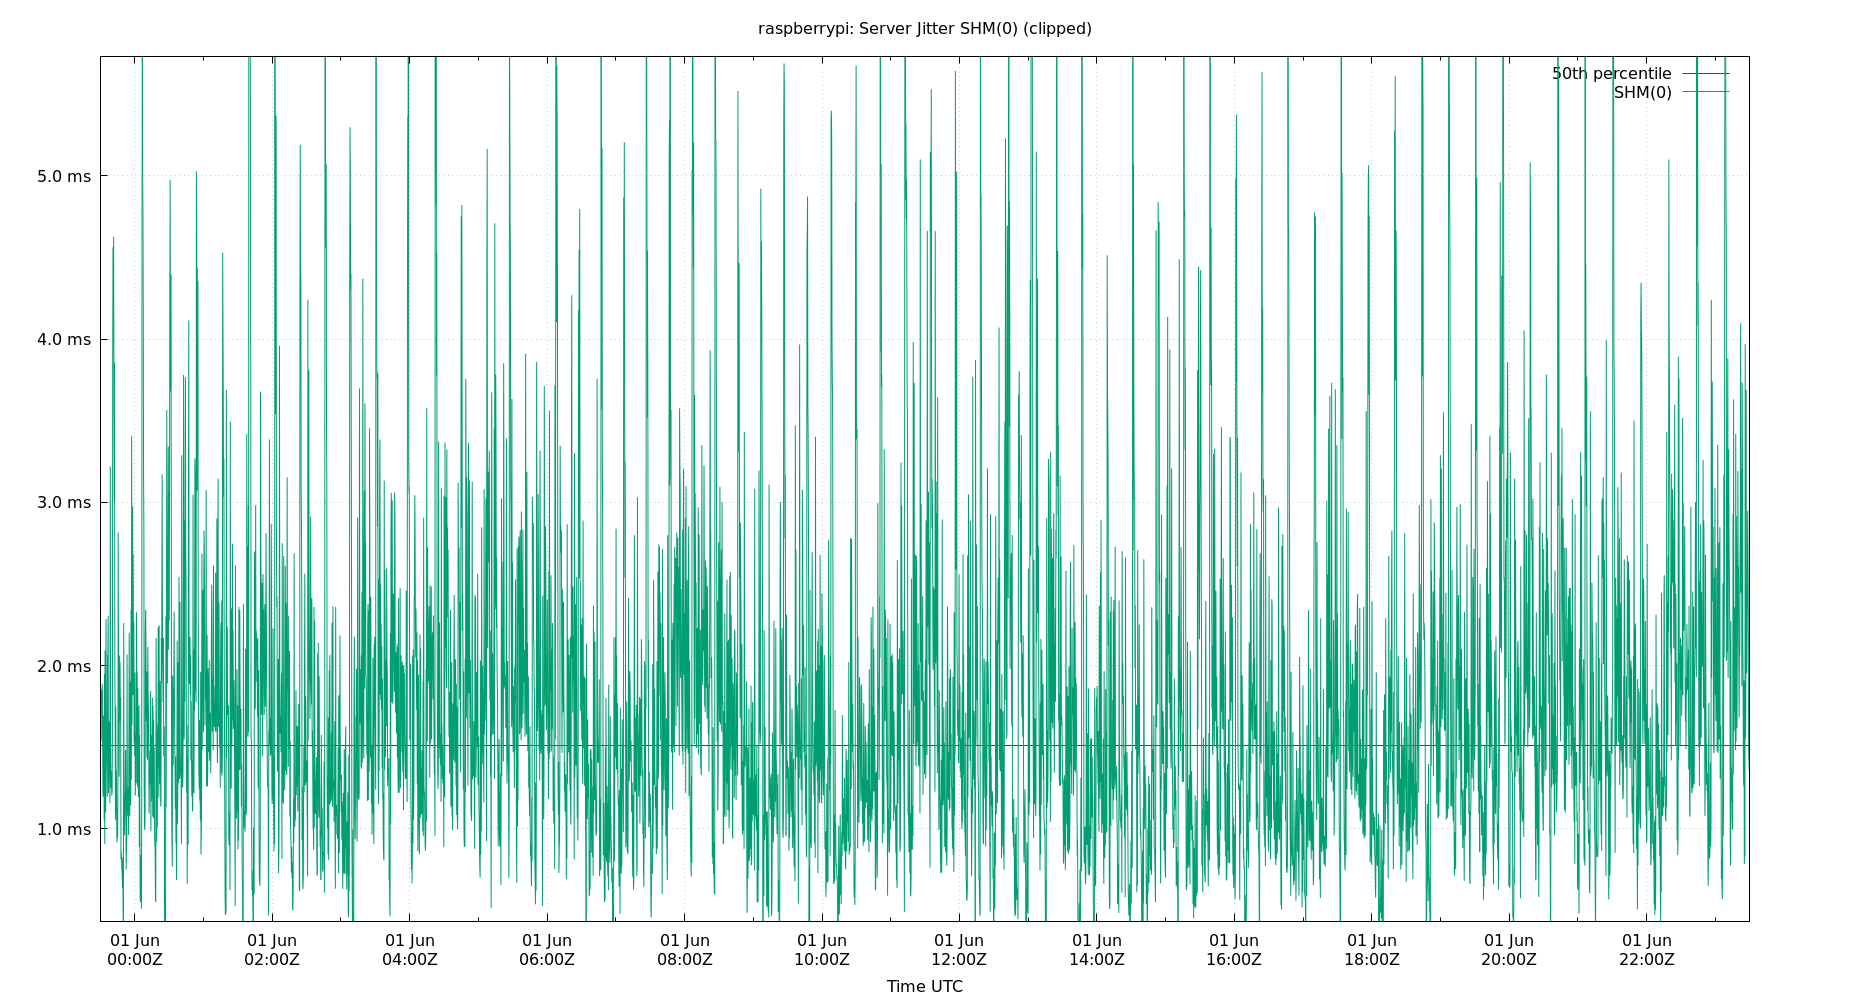 raspberrypi: Server Jitter SHM(0) (clipped)
50th percentile
SHM(0)
5.0 ms
4.0 ms
3.0 ms
2.0 ms
1.0 ms
01 Jun 01 Jun 01 Jun 01 Jun 01 Jun 01 Jun 01 Jun 01 Jun 01 Jun 01 Jun 01 Jun 01 Jun
00:00Z 02:00Z 04:00Z 06:00Z 08:00Z 10:00Z 12:00Z 14:00Z 16:00Z 18:00Z 20:00Z 22:00Z
Time UTC